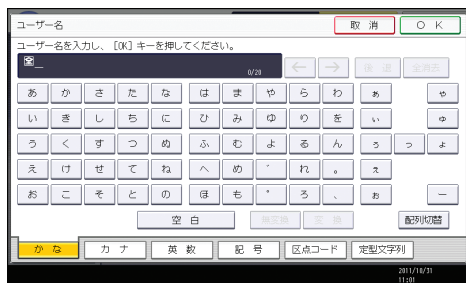 ユーザー名 取 消 O K
ユーザー名を入力し、[OK] キーを押してください。
全
0/20 ← → 後 退 全消去
あ か さ た な は ま や ら わ ぁ ゃ
い き し ち に ひ み ゆ り を ぃ ゅ
う く す つ ぬ ふ む よ る ん ぅ っ ょ
え け せ て ね へ め ゛ れ 。 ぇ
お こ そ と の ほ も ゜ ろ 、 ぉ ー
空 白 無変換 変 換 配列切替
か な カ ナ 英 数 記 号 区点コード 定型文字列
2011/10/31
11:01